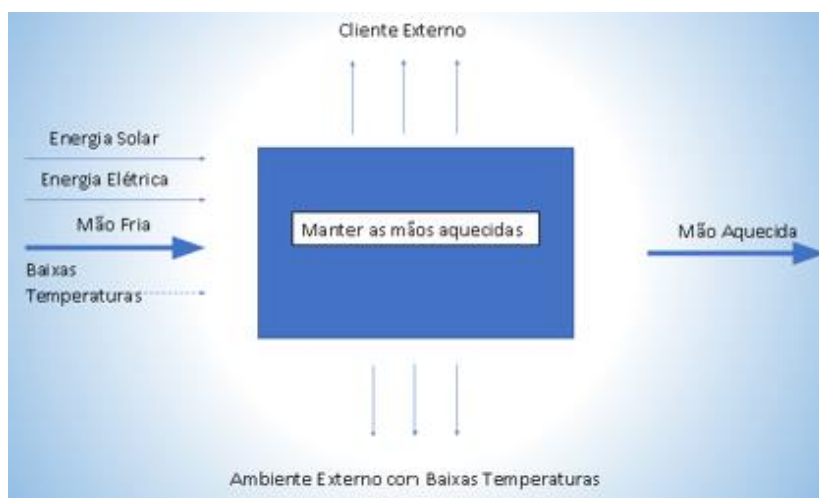 Cliente Externo
Energia Solar
Energia Elétrica
Mão Fria
Baixas
Temperaturas
Manter as mãos aquecidas
Mão Aquecida
Ambiente Externo com Baixas Temperaturas